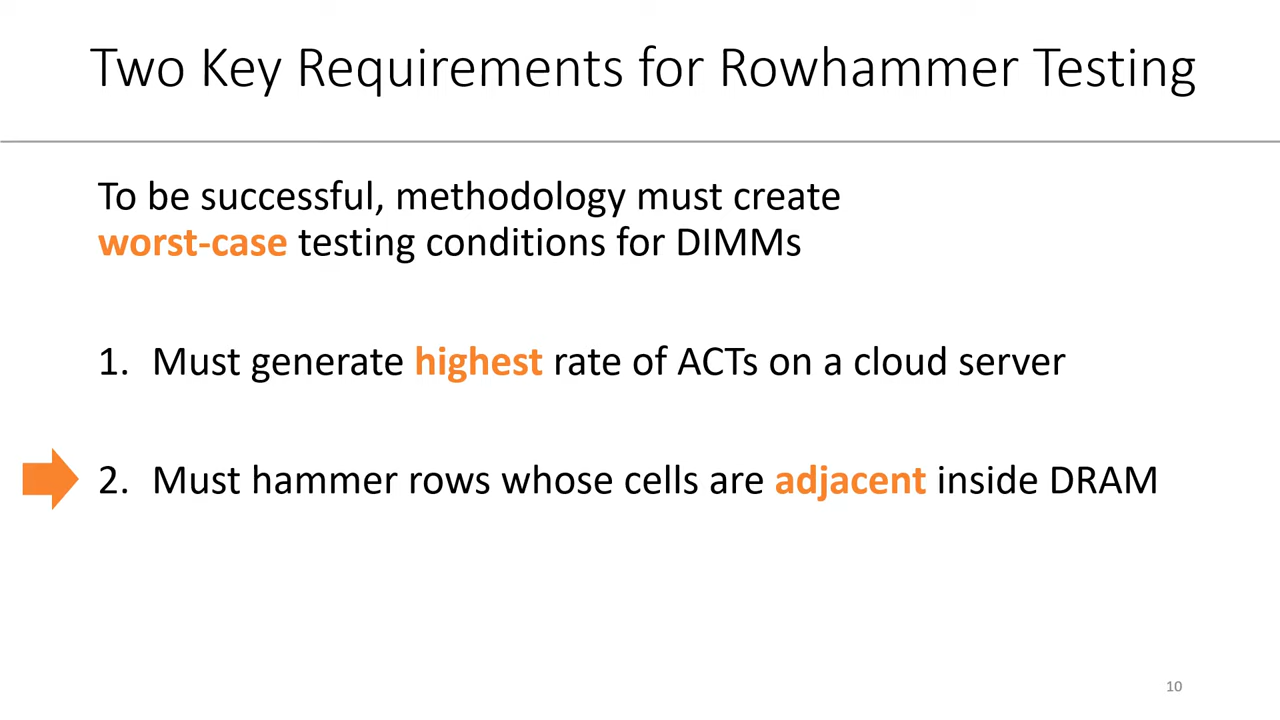 Two Key Requirements for Rowhammer Testing
To be successful, methodology must create
worst-case testing conditions for DIMMs
1. Must generate highest rate of ACTs on a cloud server
2. Must hammer rows whose cells are adjacent inside DRAM
10